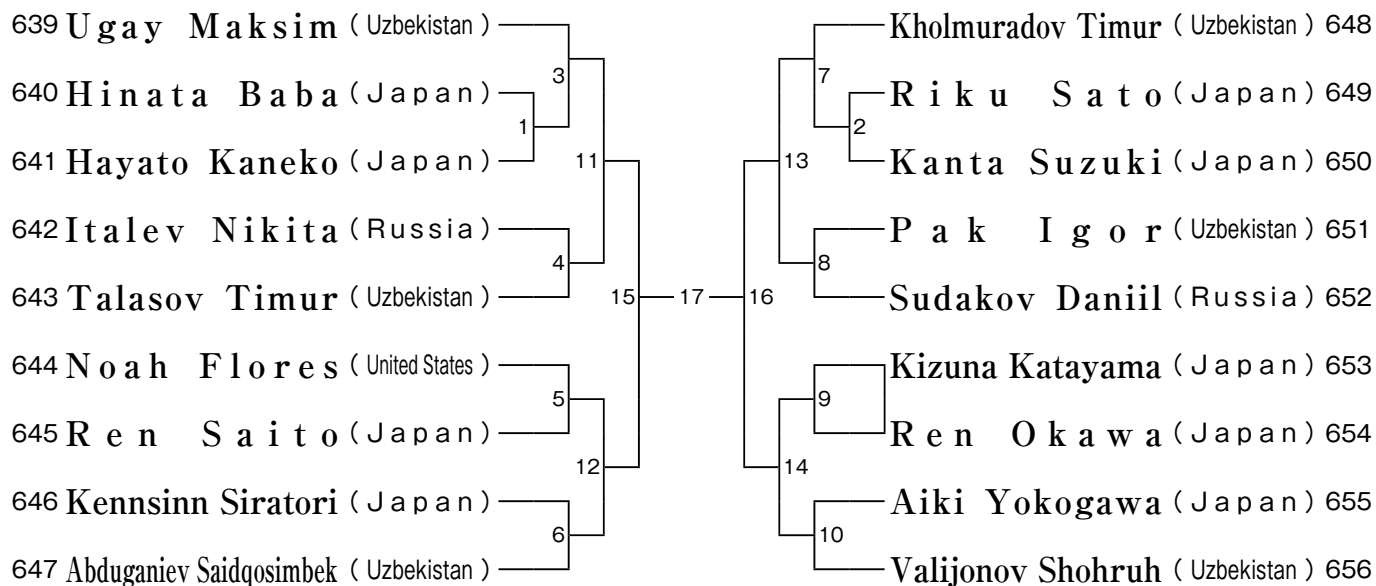 639 Ugay Maksim ( Uzbekistan )
640 Hinata Baba ( Japan )
641 Hayato Kaneko ( Japan )
642 Italev Nikita ( Russia )
643 Talasov Timur ( Uzbekistan )
644 Noah Flores ( United States )
645 Ren Saito ( Japan )
646 Kennsinn Siratori ( Japan )
647 Abduganiev Saidqosimbek ( Uzbekistan )
3
1
11
4
15
5
12
6
17
Kholmuradov Timur ( Uzbekistan ) 648
Riku Sato ( Japan ) 649
Kanta Suzuki ( Japan ) 650
Pak Igor ( Uzbekistan ) 651
Sudakov Daniil ( Russia ) 652
Kizuna Katayama ( Japan ) 653
Ren Okawa ( Japan ) 654
Aiki Yokogawa ( Japan ) 655
Valijonov Shohruh ( Uzbekistan ) 656
7
2
13
8
16
9
14
10